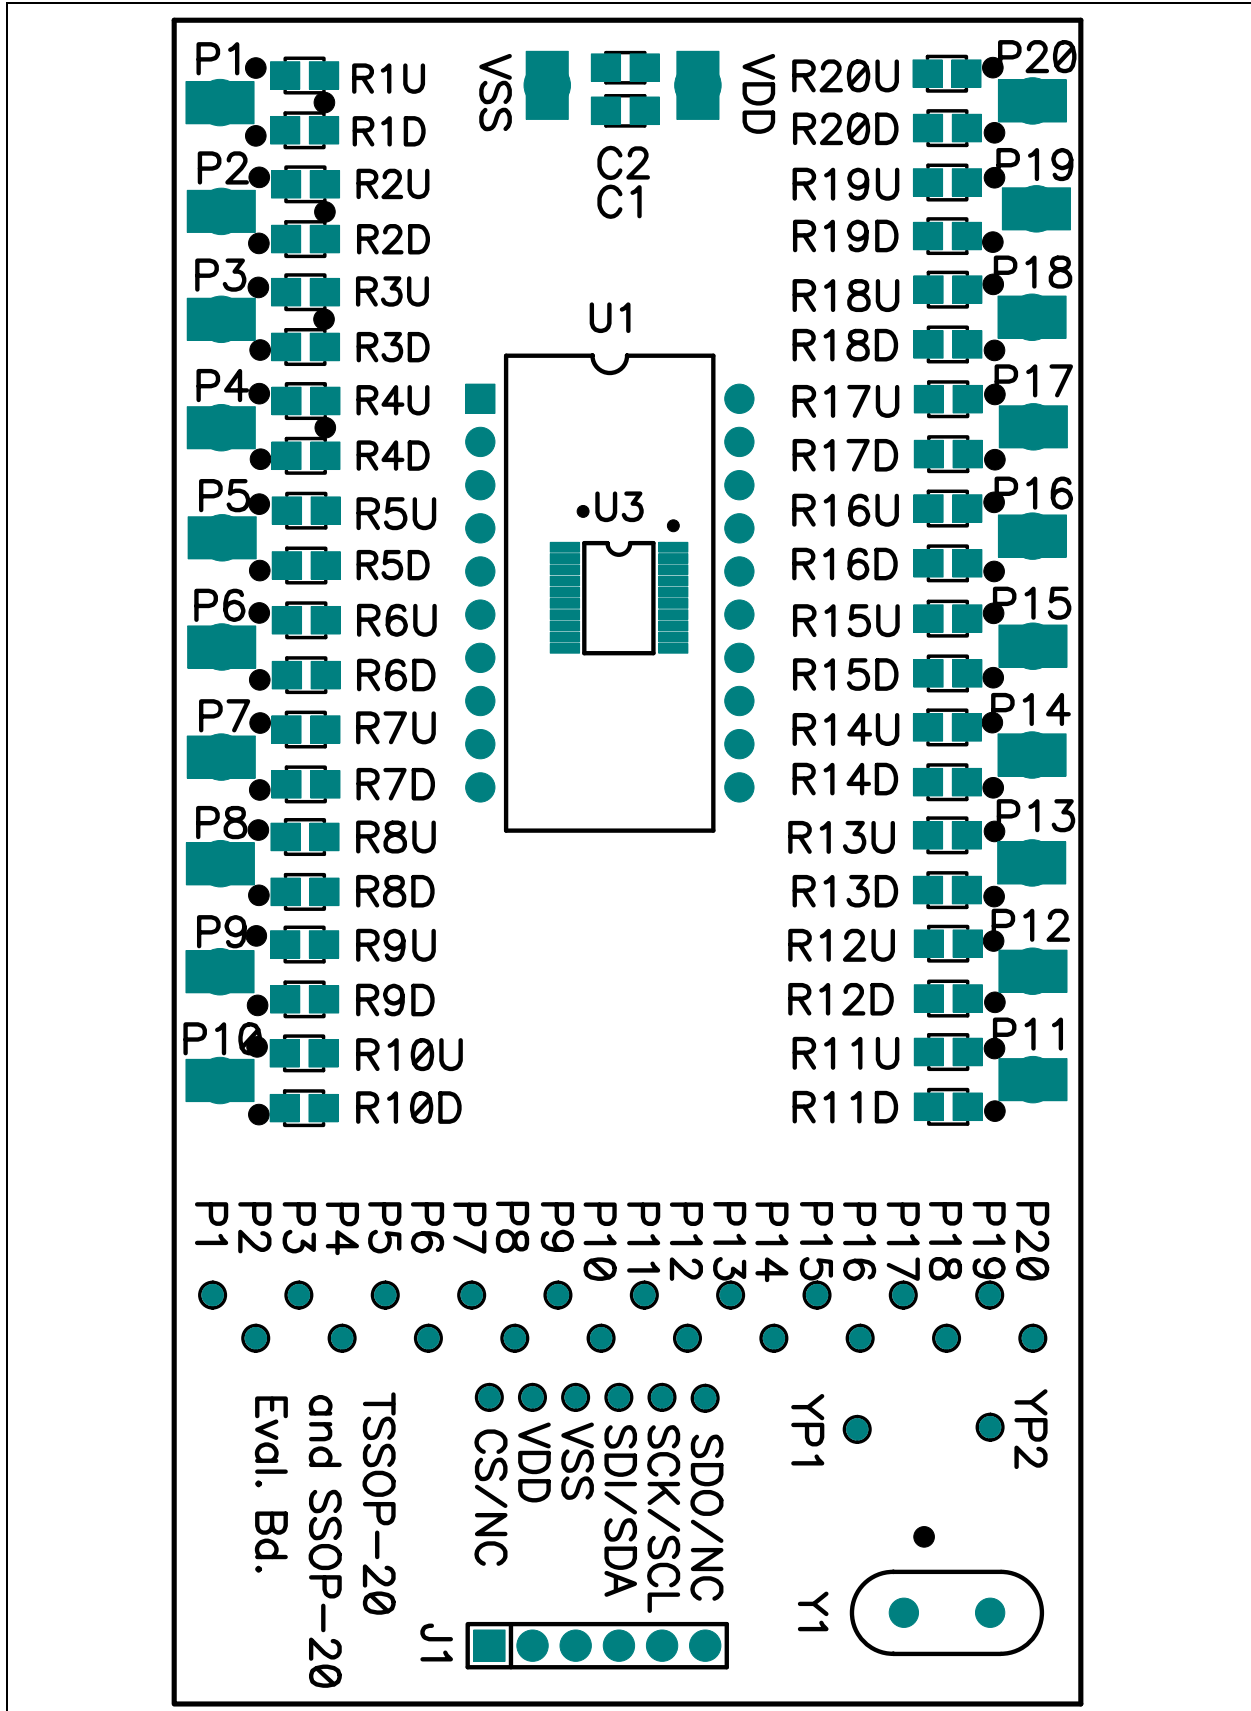 P1
R1U
R1D
P2
R2U
R2D
P3
R3U
R3D
P4
R4U
R4D
P5
R5U
R5D
P6
R6U
R6D
P7
R7U
R7D
P8
R8U
R8D
P9
R9U
R9D
P10
R10U
R10D
VSS
VDD
C2
C1
U1
U3
R20U
P20
R20D
R19U
P19
R19D
R18U
P18
R18D
R17U
P17
R17D
R16U
P16
R16D
R15U
P15
R15D
R14U
P14
R14D
R13U
P13
R13D
R12U
P12
R12D
R11U
P11
R11D
P1
P2
P3
P4
P5
P6
P7
P8
P9
P10
P11
P12
P13
P14
P15
P16
P17
P18
P19
P20
TSSOP-20
and SSOP-20
Eval. Bd.
CS/NC
VDD
VSS
SDI/SDA
SCK/SCL
SDO/NC
J1
YP1
YP2
Y1